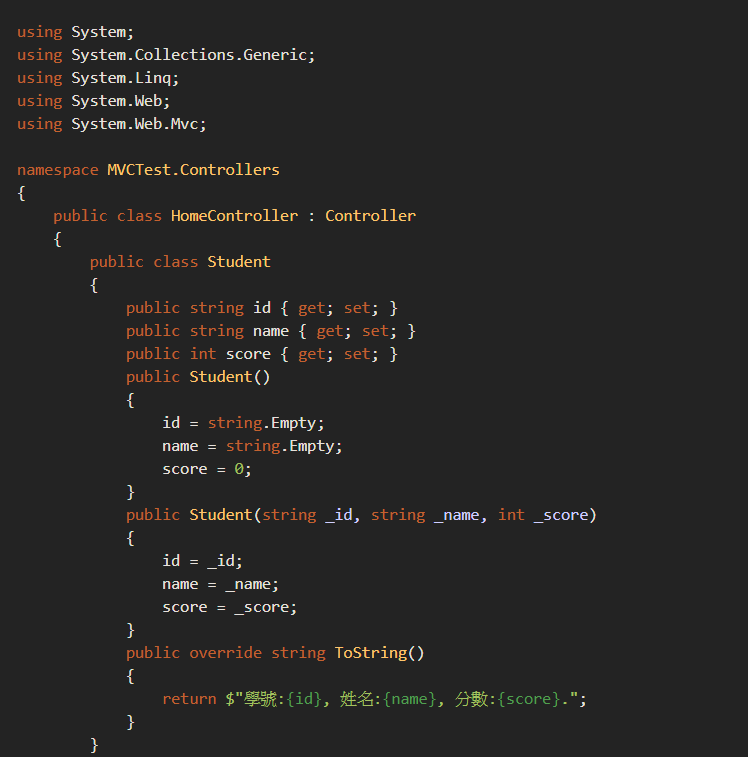 using System;
using System.Collections.Generic;
using System.Linq;
using System.Web;
using System.Web.Mvc;

namespace MVCTest.Controllers
{
    public class HomeController : Controller
    {
        public class Student
        {
            public string id { get; set; }
            public string name { get; set; }
            public int score { get; set; }
            public Student()
            {
                id = string.Empty;
                name = string.Empty;
                score = 0;
            }
            public Student(string _id, string _name, int _score)
            {
                id = _id;
                name = _name;
                score = _score;
            }
            public override string ToString()
            {
                return $"學號:{id}, 姓名:{name}, 分數:{score}.";
            }
        }